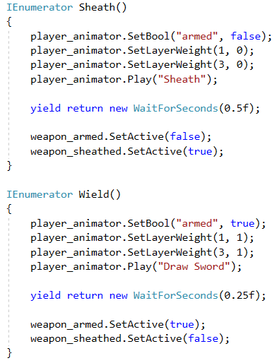 IEnumerator Sheath()
{
    player_animator.SetBool("armed", false);
    player_animator.SetLayerWeight(1, 0);
    player_animator.SetLayerWeight(3, 0);
    player_animator.Play("Sheath");

    yield return new WaitForSeconds(0.5f);

    weapon_armed.SetActive(false);
    weapon_sheathed.SetActive(true);
}

IEnumerator Wield()
{
    player_animator.SetBool("armed", true);
    player_animator.SetLayerWeight(1, 1);
    player_animator.SetLayerWeight(3, 1);
    player_animator.Play("Draw Sword");

    yield return new WaitForSeconds(0.25f);

    weapon_armed.SetActive(true);
    weapon_sheathed.SetActive(false);
}